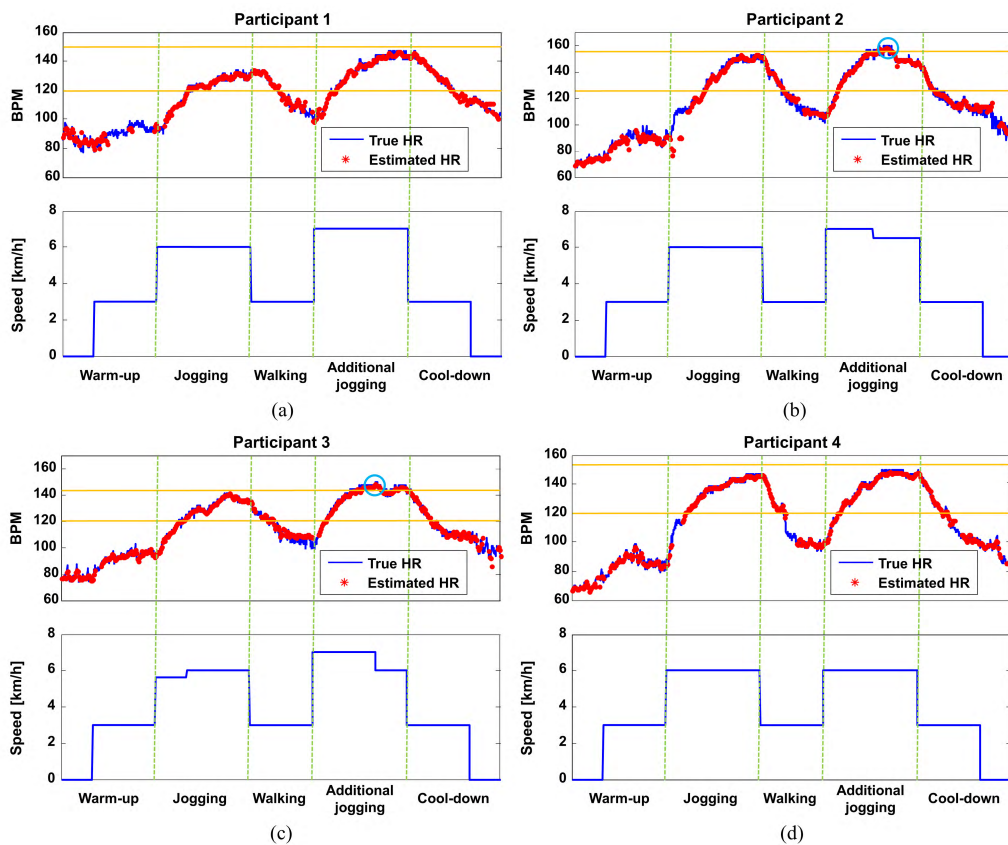 Participant 1
160
140
120
100
80
60
BPM
True HR
Estimated HR
8
6
4
2
0
Speed [km/h]
Warm-up Jogging Walking Additional jogging Cool-down
(a)
Participant 2
160
140
120
100
80
60
BPM
True HR
Estimated HR
8
6
4
2
0
Speed [km/h]
Warm-up Jogging Walking Additional jogging Cool-down
(b)
Participant 3
160
140
120
100
80
60
BPM
True HR
Estimated HR
8
6
4
2
0
Speed [km/h]
Warm-up Jogging Walking Additional jogging Cool-down
(c)
Participant 4
160
140
120
100
80
60
BPM
True HR
Estimated HR
8
6
4
2
0
Speed [km/h]
Warm-up Jogging Walking Additional jogging Cool-down
(d)